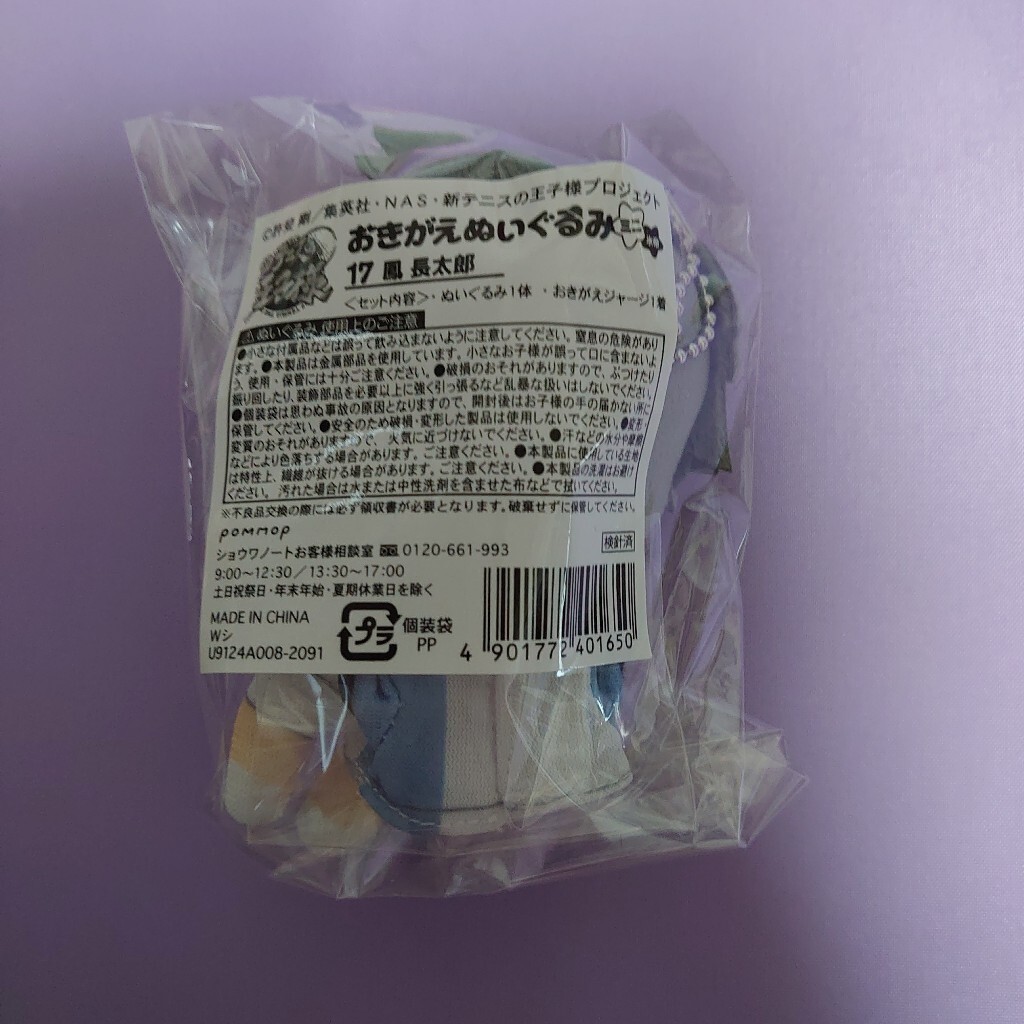 ©許斐 剛／集英社・NAS・新テニスの王子様プロジェクト
おきがえぬいぐるみ ミニ
17 鳳 長太郎
＜セット内容＞・ぬいぐるみ1体 ・おきがえジャージ1着
ぬいぐるみ 使用上のご注意
●小さな付属品などは誤って飲み込まないように注意してください。窒息の危険があり
ます。●本製品は金属部品を使用しています。小さなお子様が誤って口に含まないよ
う、使用・保管には十分ご注意ください。●破損のおそれがありますので、ぶつけたり
振り回したり、装飾部品を必要以上に強く引っ張るなど乱暴な扱いはしないでください。
●個装袋は思わぬ事故の原因となりますので、開封後はお子様の手の届かない所に
保管してください。●安全のため破損・変形した製品は使用しないでください。●変形・
変質のおそれがありますので、火気に近づけないでください。●汗などの水分や摩擦
などにより色落ちする場合があります。ご注意ください。●本製品に使用している生地
は特性上、繊維が抜ける場合があります。ご注意ください。●本製品の洗濯はお避け
ください。汚れた場合は水または中性洗剤を含ませた布などで拭いてください。
※不良品交換の際には必ず領収書が必要となります。破棄せずに保管してください。
pommop
ショウワノートお客様相談室 0120-661-993
検針済
9:00〜12:30／13:30〜17:00
土日祝祭日・年末年始・夏期休業日を除く
MADE IN CHINA
Wシ
U9124A008-2091
プラ 個装袋
PP
4 901772 401650